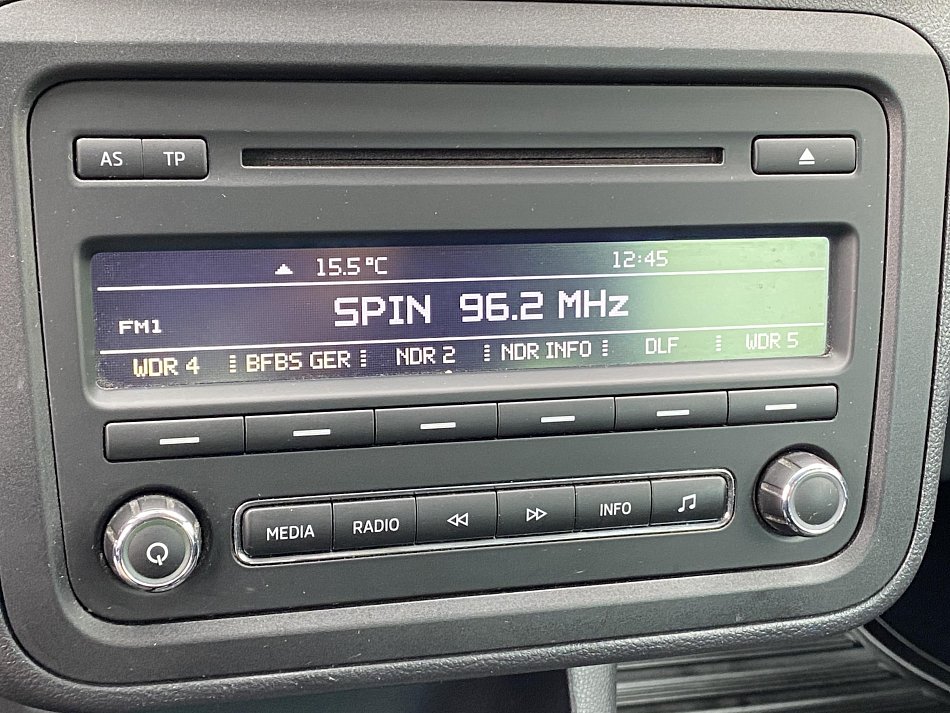 AS TP
15.5°C 12:45
SPIN 96.2 MHz
FM1
WDR 4 BFBS GER NDR 2 NDR INFO DLF WDR 5
MEDIA RADIO INFO